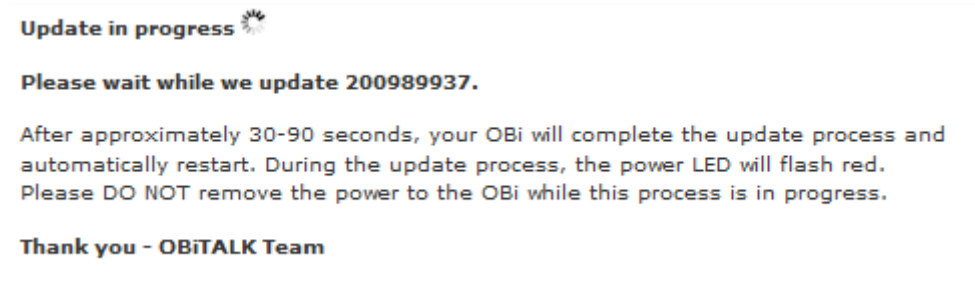 Update in progress
Please wait while we update 200989937.
After approximately 30-90 seconds, your OBi will complete the update process and
automatically restart. During the update process, the power LED will flash red.
Please DO NOT remove the power to the OBi while this process is in progress.
Thank you - OBiTALK Team